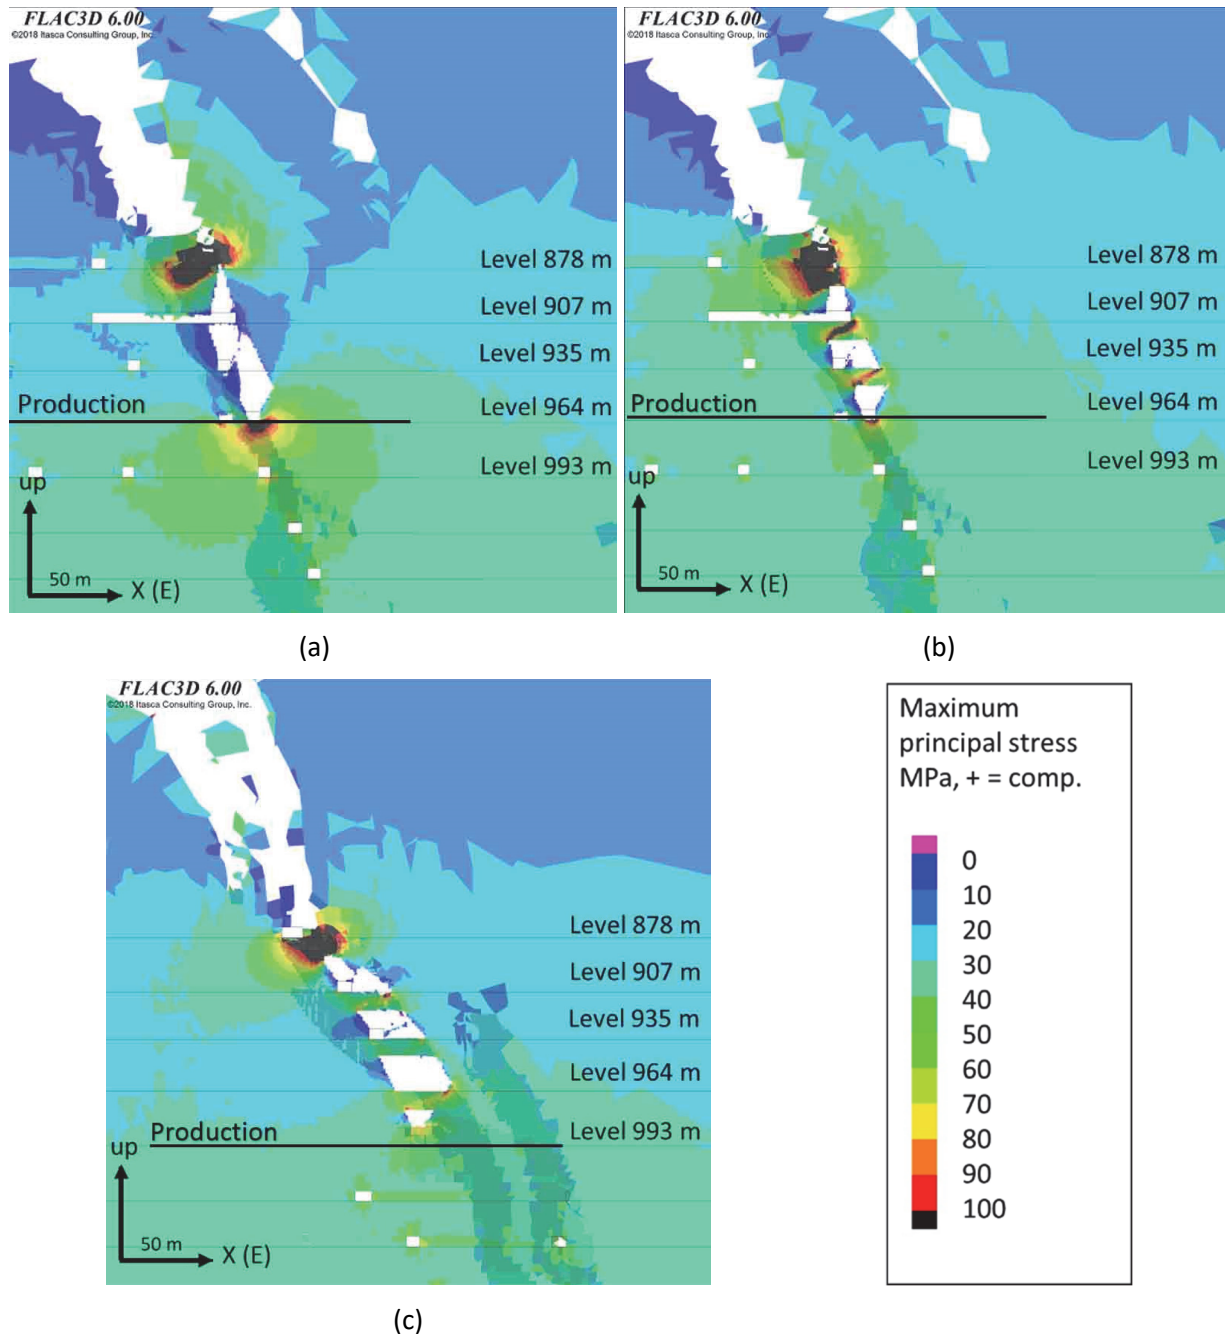 FLAC3D 6.00
©2018 Itasca Consulting Group, Inc.
Level 878 m
Level 907 m
Level 935 m
Production
Level 964 m
Level 993 m
up
50 m
X (E)
(a)
FLAC3D 6.00
©2018 Itasca Consulting Group, Inc.
Level 878 m
Level 907 m
Level 935 m
Production
Level 964 m
Level 993 m
up
50 m
X (E)
(b)
FLAC3D 6.00
©2018 Itasca Consulting Group, Inc.
Level 878 m
Level 907 m
Level 935 m
Level 964 m
Production
Level 993 m
up
50 m
X (E)
(c)
Maximum
principal stress
MPa, + = comp.
0
10
20
30
40
50
60
70
80
90
100